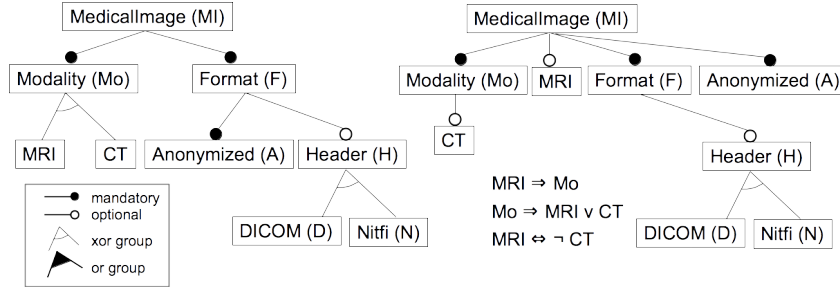 MedicalImage (MI)
Modality (Mo)
Format (F)
MRI
CT
Anonymized (A)
Header (H)
DICOM (D)
Nitfi (N)
mandatory
optional
xor group
or group
MedicalImage (MI)
Modality (Mo)
MRI
Format (F)
Anonymized (A)
CT
Header (H)
DICOM (D)
Nitfi (N)
MRI ⇒ Mo
Mo ⇒ MRI v CT
MRI ⇔ ¬ CT